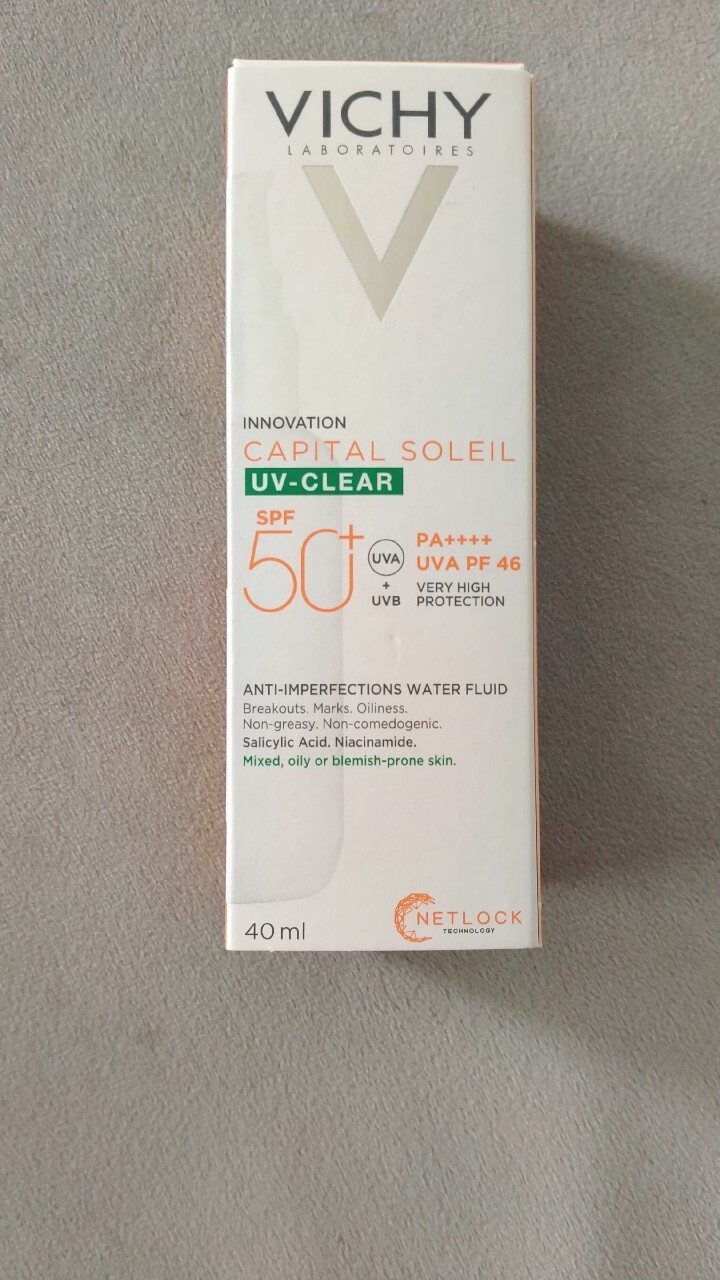 VICHY
LABORATOIRES
INNOVATION
CAPITAL SOLEIL
UV-CLEAR
SPF
50+
UVA
+
UVB
PA++++
UVA PF 46
VERY HIGH
PROTECTION
ANTI-IMPERFECTIONS WATER FLUID
Breakouts. Marks. Oiliness.
Non-greasy. Non-comedogenic.
Salicylic Acid. Niacinamide.
Mixed, oily or blemish-prone skin.
40 ml
NETLOCK
TECHNOLOGY